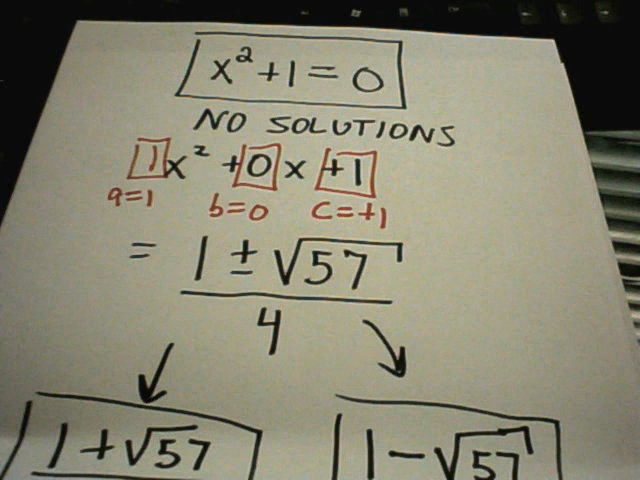 x² + 1 = 0
NO SOLUTIONS
1x² + 0x + 1
a=1 b=0 c=+1
= 1 ± √57
4
1 + √57 1 - √57